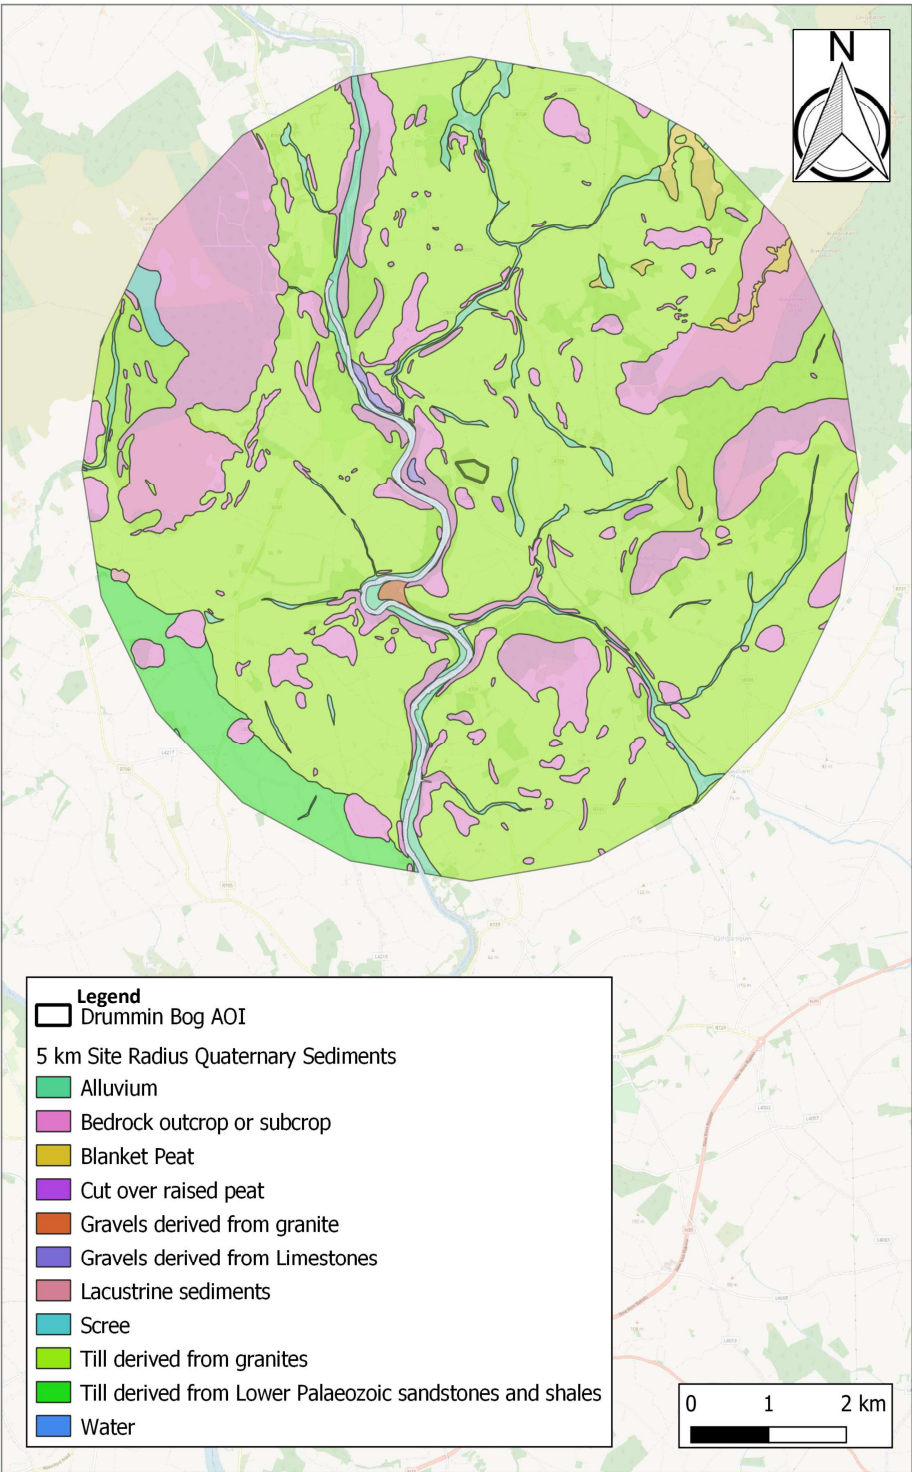 N
Legend
Drummin Bog AOI
5 km Site Radius Quaternary Sediments
Alluvium
Bedrock outcrop or subcrop
Blanket Peat
Cut over raised peat
Gravels derived from granite
Gravels derived from Limestones
Lacustrine sediments
Scree
Till derived from granites
Till derived from Lower Palaeozoic sandstones and shales
Water
0 1 2 km